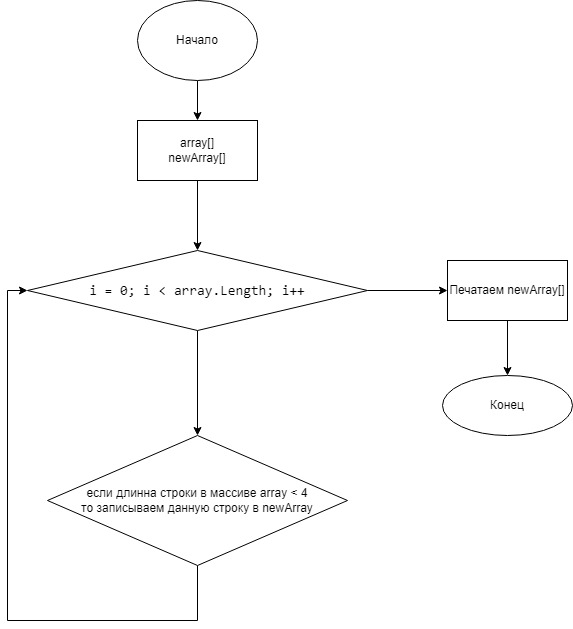 Начало
array[]
newArray[]
i = 0; i < array.Length; i++
Печатаем newArray[]
Конец
если длинна строки в массиве array < 4
то записываем данную строку в newArray